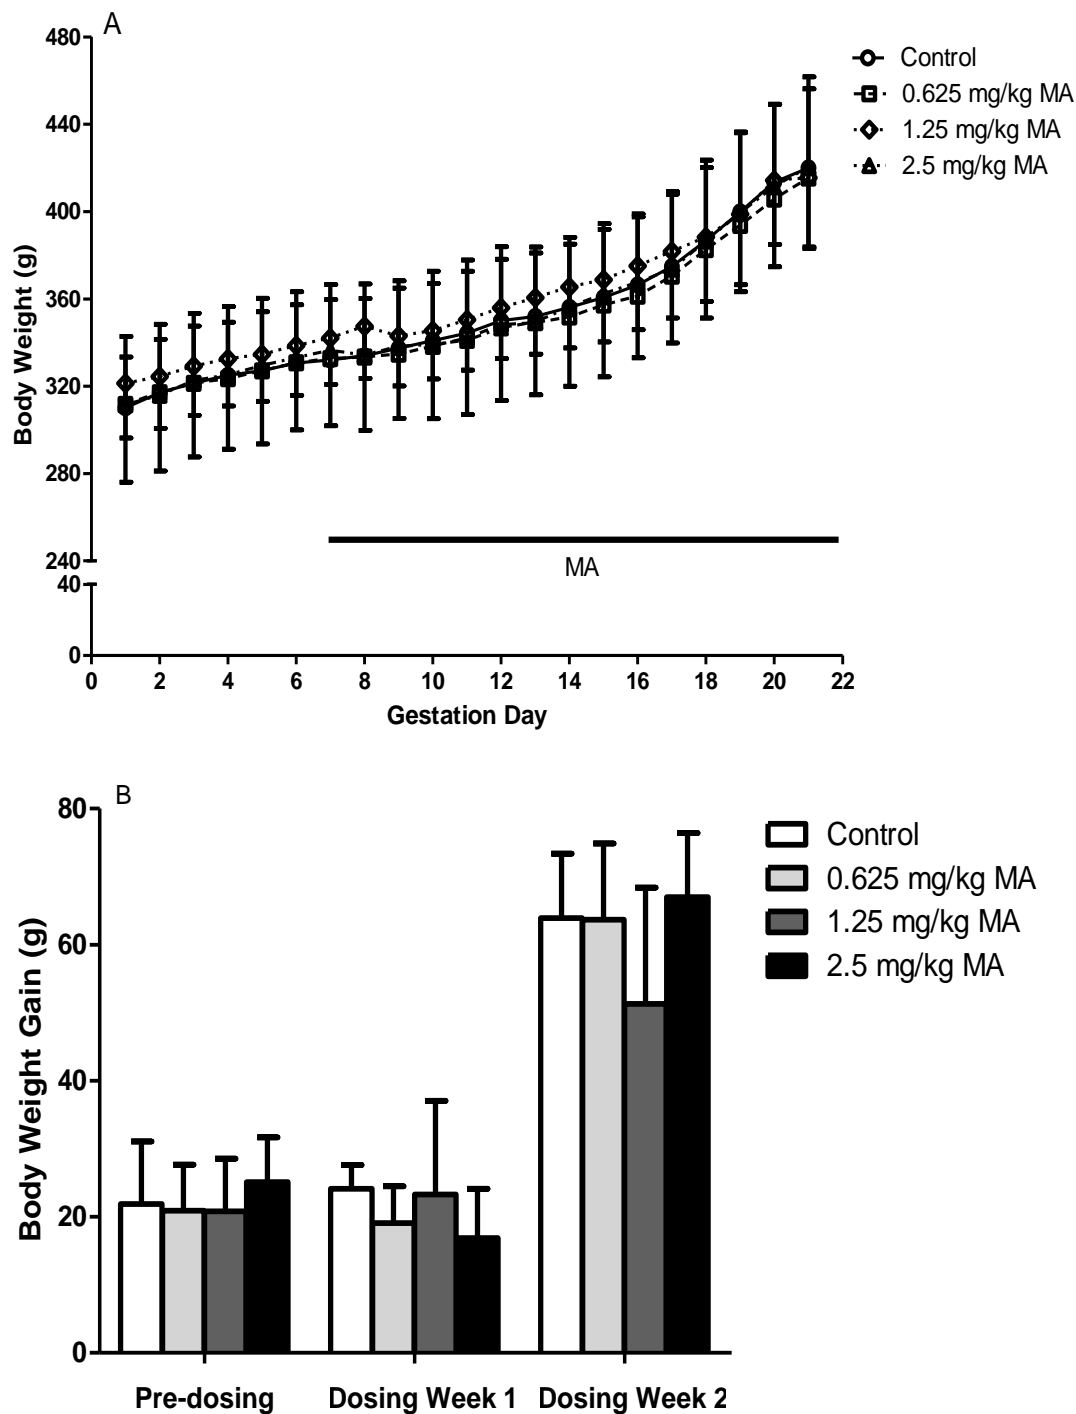 A
480
440
400
360
320
280
240
40
0
Body Weight (g)
Control
0.625 mg/kg MA
1.25 mg/kg MA
2.5 mg/kg MA
MA
0 2 4 6 8 10 12 14 16 18 20 22
Gestation Day
B
80
60
40
20
0
Body Weight Gain (g)
Control
0.625 mg/kg MA
1.25 mg/kg MA
2.5 mg/kg MA
Pre-dosing Dosing Week 1 Dosing Week 2